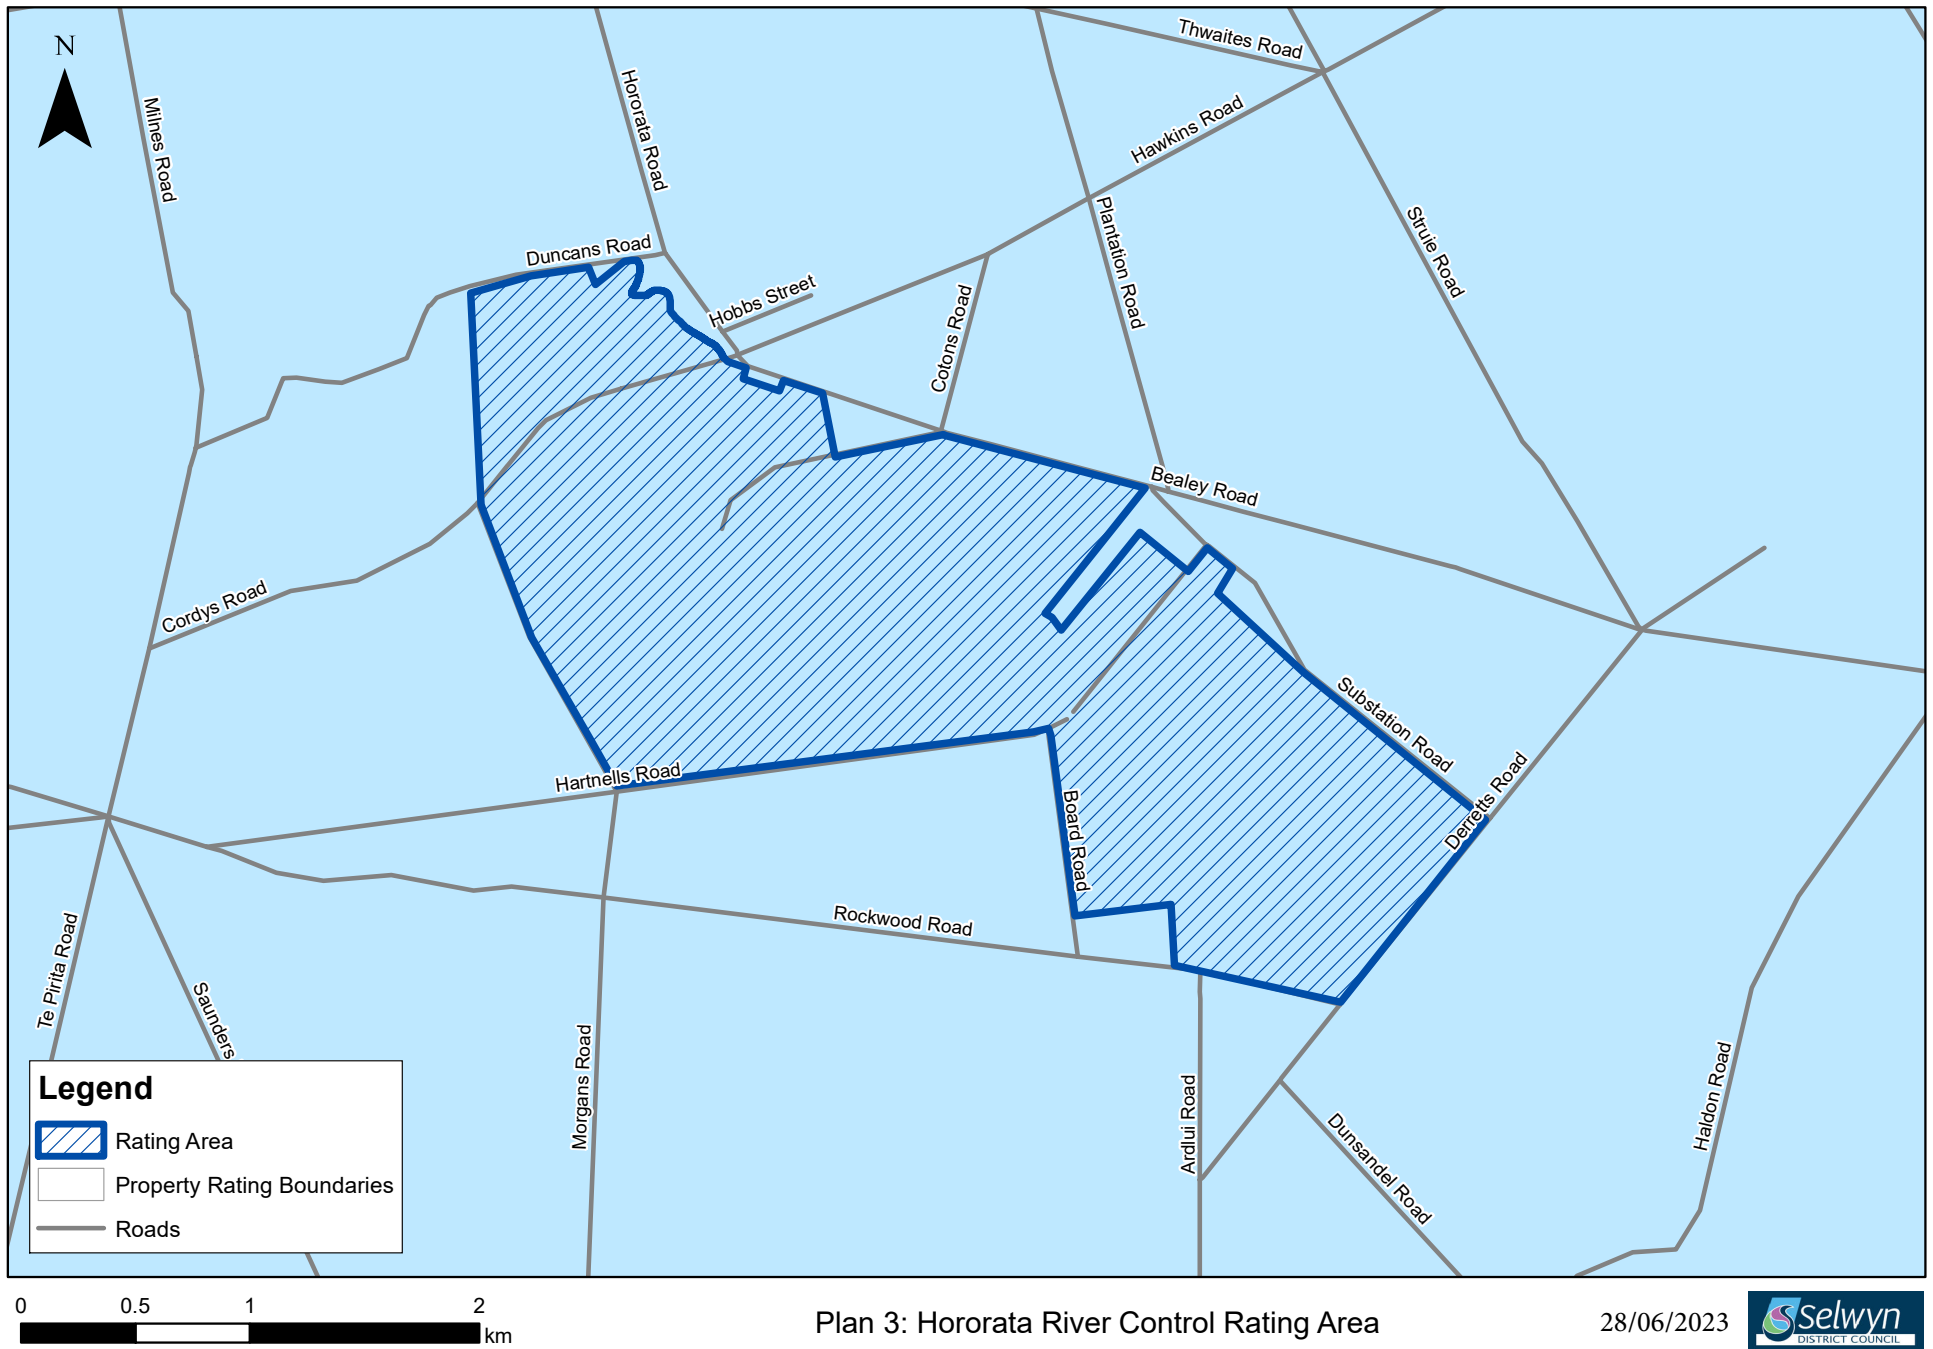 Thwaites Road
N
Hororata Road
Milnes Road
Hawkins Road
Plantation Road
Struie Road
Duncans Road
Hobbs Street
Cotons Road
Bealey Road
Cordys Road
Substation Road
Hartnells Road
Derretts Road
Board Road
Rockwood Road
Te Pirita Road
Saunders
Morgans Road
Ardlui Road
Dunsandel Road
Haldon Road
Legend
Rating Area
Property Rating Boundaries
Roads
0 0.5 1 2
km
Plan 3: Hororata River Control Rating Area
28/06/2023
Selwyn
DISTRICT COUNCIL